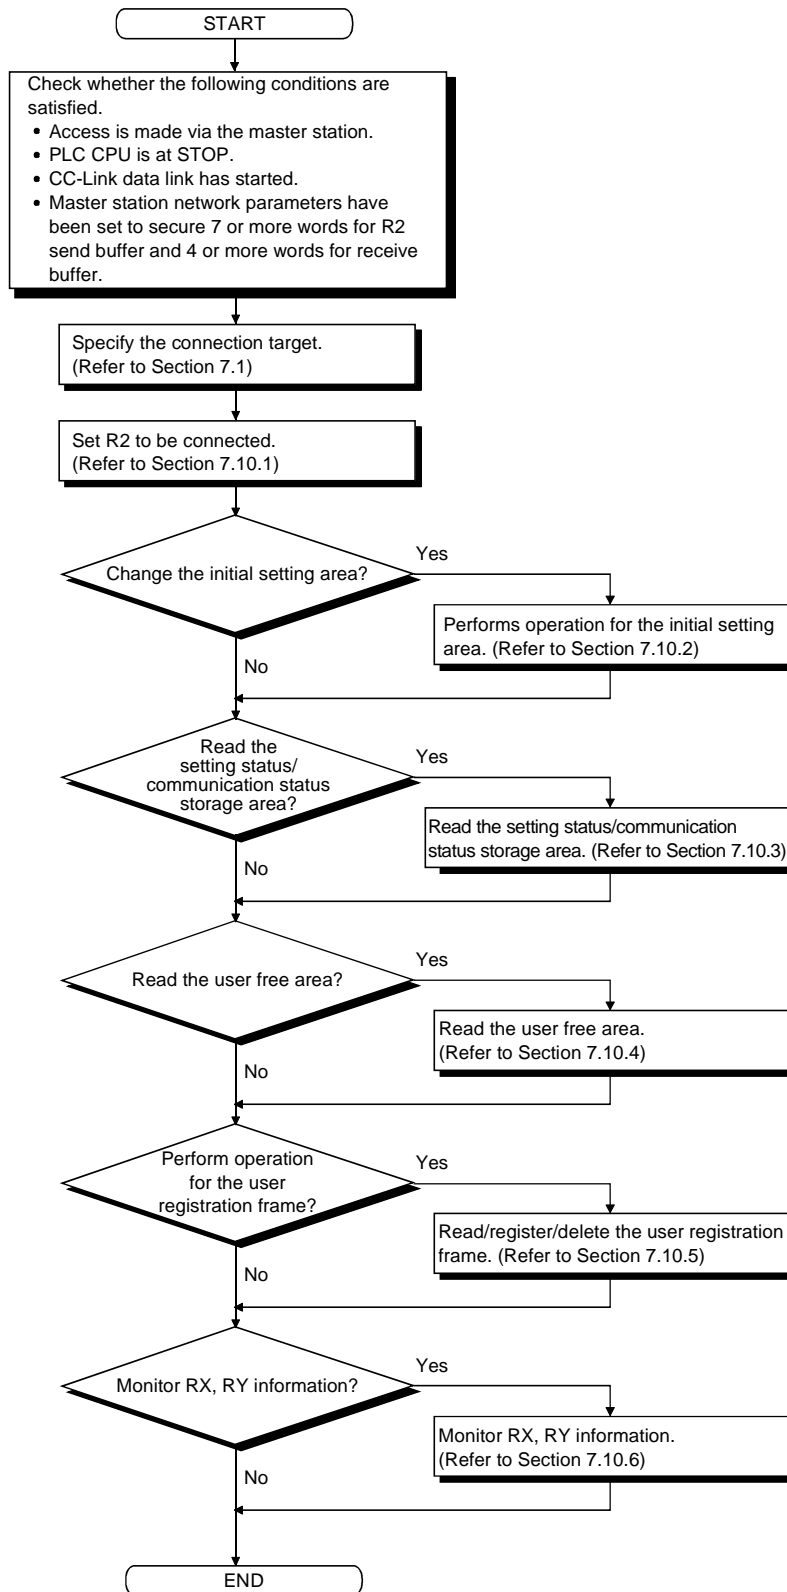 START
Check whether the following conditions are
satisfied.
• Access is made via the master station.
• PLC CPU is at STOP.
• CC-Link data link has started.
• Master station network parameters have
been set to secure 7 or more words for R2
send buffer and 4 or more words for receive
buffer.
Specify the connection target.
(Refer to Section 7.1)
Set R2 to be connected.
(Refer to Section 7.10.1)
Change the initial setting area?
Yes
Performs operation for the initial setting
area. (Refer to Section 7.10.2)
No
Read the
setting status/
communication status
storage area?
Yes
Read the setting status/communication
status storage area. (Refer to Section 7.10.3)
No
Read the user free area?
Yes
Read the user free area.
(Refer to Section 7.10.4)
No
Perform operation
for the user
registration frame?
Yes
Read/register/delete the user registration
frame. (Refer to Section 7.10.5)
No
Monitor RX, RY information?
Yes
Monitor RX, RY information.
(Refer to Section 7.10.6)
No
END